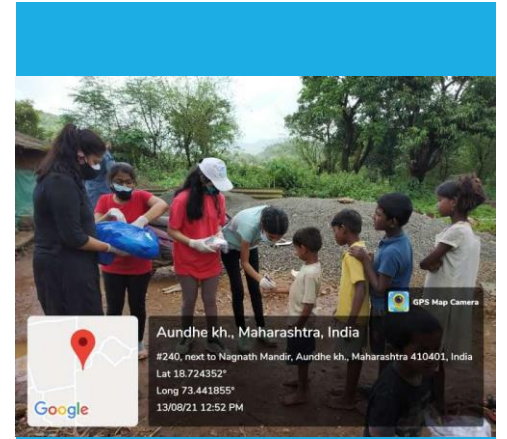 GPS Map Camera
Aundhe kh., Maharashtra, India
#240, next to Nagnath Mandir, Aundhe kh., Maharashtra 410401, India
Lat 18.724352°
Long 73.441855°
13/08/21 12:52 PM
Google